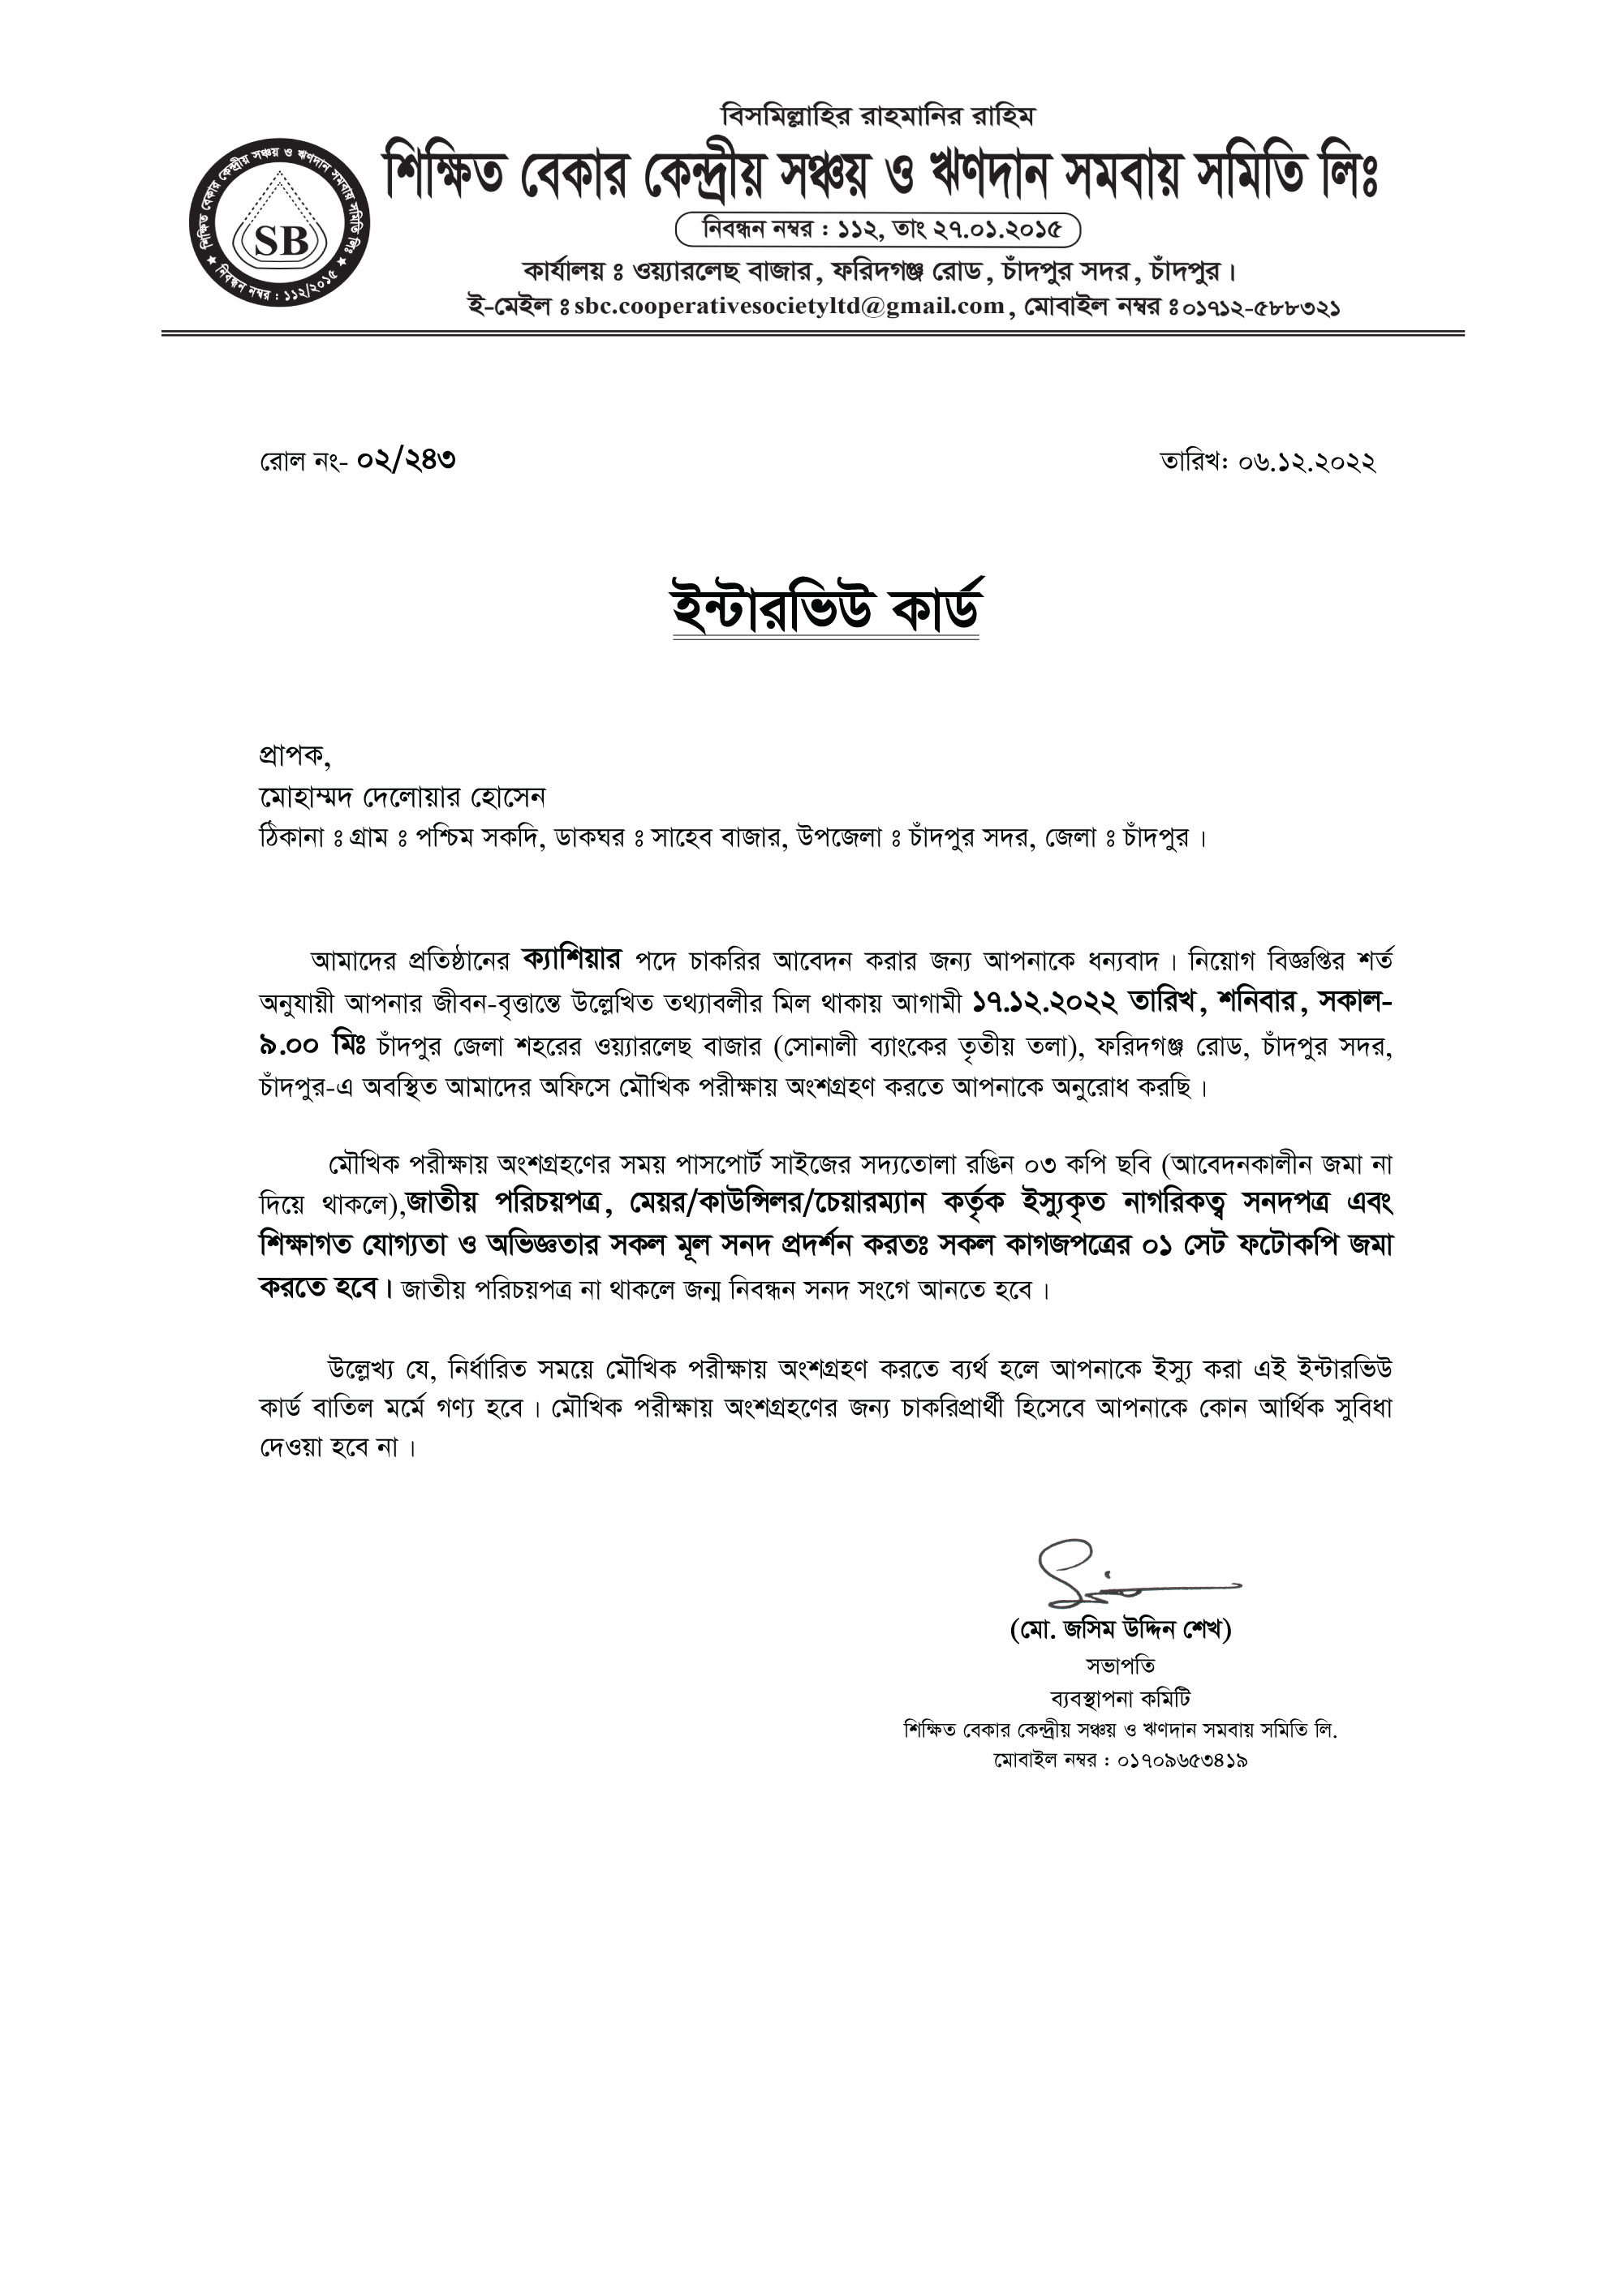 বিসমিল্লাহির রাহমানির রাহিম
শিক্ষিত বেকার কেন্দ্রীয় সঞ্চয় ও ঋণদান সমবায় সমিতি লিঃ
শিক্ষিত বেকার কেন্দ্রীয় সঞ্চয় ও ঋণদান সমবায় সমিতি লিঃ
SB
★ নিবন্ধন নম্বর : ১১২/২০১৫ ★
নিবন্ধন নম্বর : ১১২, তাং ২৭.০১.২০১৫
কার্যালয় ঃ ওয়্যারলেছ বাজার, ফরিদগঞ্জ রোড, চাঁদপুর সদর, চাঁদপুর।
ই-মেইল ঃ sbc.cooperativesocietyltd@gmail.com, মোবাইল নম্বর ঃ ০১৭১২-৫৮৮৩২১
রোল নং- ০২/২৪৩ তারিখ: ০৬.১২.২০২২
ইন্টারভিউ কার্ড
প্রাপক,
মোহাম্মদ দেলোয়ার হোসেন
ঠিকানা ঃ গ্রাম ঃ পশ্চিম সকদি, ডাকঘর ঃ সাহেব বাজার, উপজেলা ঃ চাঁদপুর সদর, জেলা ঃ চাঁদপুর।
আমাদের প্রতিষ্ঠানের ক্যাশিয়ার পদে চাকরির আবেদন করার জন্য আপনাকে ধন্যবাদ। নিয়োগ বিজ্ঞপ্তির শর্ত
অনুযায়ী আপনার জীবন-বৃত্তান্তে উল্লেখিত তথ্যাবলীর মিল থাকায় আগামী ১৭.১২.২০২২ তারিখ, শনিবার, সকাল-
৯.০০ মিঃ চাঁদপুর জেলা শহরের ওয়্যারলেছ বাজার (সোনালী ব্যাংকের তৃতীয় তলা), ফরিদগঞ্জ রোড, চাঁদপুর সদর,
চাঁদপুর-এ অবস্থিত আমাদের অফিসে মৌখিক পরীক্ষায় অংশগ্রহণ করতে আপনাকে অনুরোধ করছি।
মৌখিক পরীক্ষায় অংশগ্রহণের সময় পাসপোর্ট সাইজের সদ্যতোলা রঙিন ০৩ কপি ছবি (আবেদনকালীন জমা না
দিয়ে থাকলে),জাতীয় পরিচয়পত্র, মেয়র/কাউন্সিলর/চেয়ারম্যান কর্তৃক ইস্যুকৃত নাগরিকত্ব সনদপত্র এবং
শিক্ষাগত যোগ্যতা ও অভিজ্ঞতার সকল মূল সনদ প্রদর্শন করতঃ সকল কাগজপত্রের ০১ সেট ফটোকপি জমা
করতে হবে। জাতীয় পরিচয়পত্র না থাকলে জন্ম নিবন্ধন সনদ সংগে আনতে হবে।
উল্লেখ্য যে, নির্ধারিত সময়ে মৌখিক পরীক্ষায় অংশগ্রহণ করতে ব্যর্থ হলে আপনাকে ইস্যু করা এই ইন্টারভিউ
কার্ড বাতিল মর্মে গণ্য হবে। মৌখিক পরীক্ষায় অংশগ্রহণের জন্য চাকরিপ্রার্থী হিসেবে আপনাকে কোন আর্থিক সুবিধা
দেওয়া হবে না।
(মো. জসিম উদ্দিন শেখ)
সভাপতি
ব্যবস্থাপনা কমিটি
শিক্ষিত বেকার কেন্দ্রীয় সঞ্চয় ও ঋণদান সমবায় সমিতি লি.
মোবাইল নম্বর : ০১৭০৯৬৫৩৪১৯